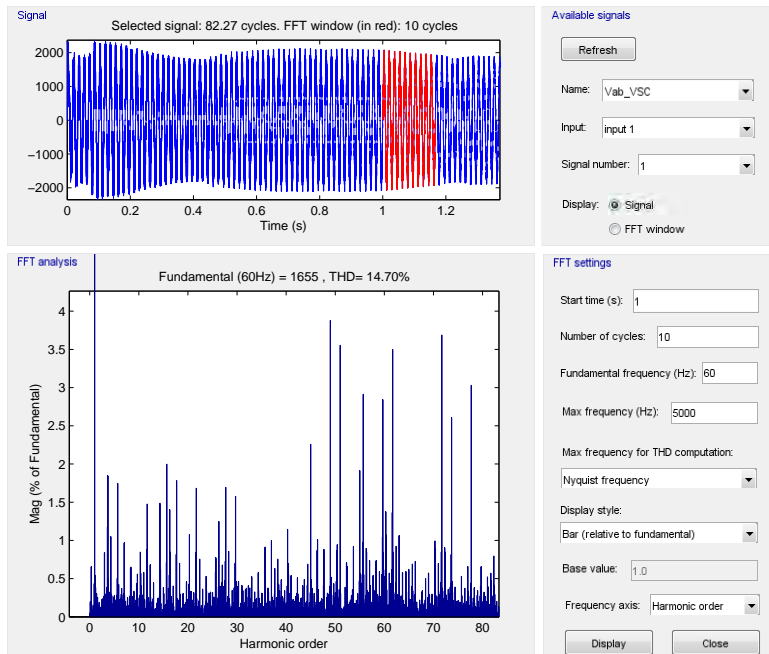 Signal
Selected signal: 82.27 cycles. FFT window (in red): 10 cycles
2000
1000
0
−1000
−2000
0 0.2 0.4 0.6 0.8 1 1.2
Time (s)
Available signals
Refresh
Name: Vab_VSC
Input: input 1
Signal number: 1
Display: Signal
FFT window
FFT analysis
Fundamental (60Hz) = 1655 , THD= 14.70%
4
3.5
3
2.5
2
1.5
1
0.5
0
Mag (% of Fundamental)
0 10 20 30 40 50 60 70 80
Harmonic order
FFT settings
Start time (s): 1
Number of cycles: 10
Fundamental frequency (Hz): 60
Max frequency (Hz): 5000
Max frequency for THD computation:
Nyquist frequency
Display style:
Bar (relative to fundamental)
Base value: 1.0
Frequency axis: Harmonic order
Display Close